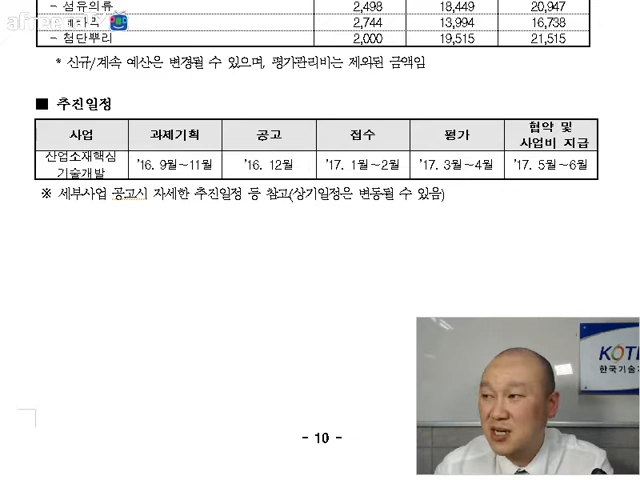 - 섬유의류 2,498 18,449 20,947
2,744 13,994 16,738
- 첨단뿌리 2,000 19,515 21,515
* 신규/계속 예산은 변경될 수 있으며, 평가관리비는 제외된 금액임
■ 추진일정
사업 과제기획 공고 접수 평가 협약 및 사업비 지급
산업소재핵심 기술개발 '16. 9월~11월 '16. 12월 '17. 1월~2월 '17. 3월~4월 '17. 5월~6월
※ 세부사업 공고시 자세한 추진일정 등 참고(상기일정은 변동될 수 있음)
한국기술
- 10 -